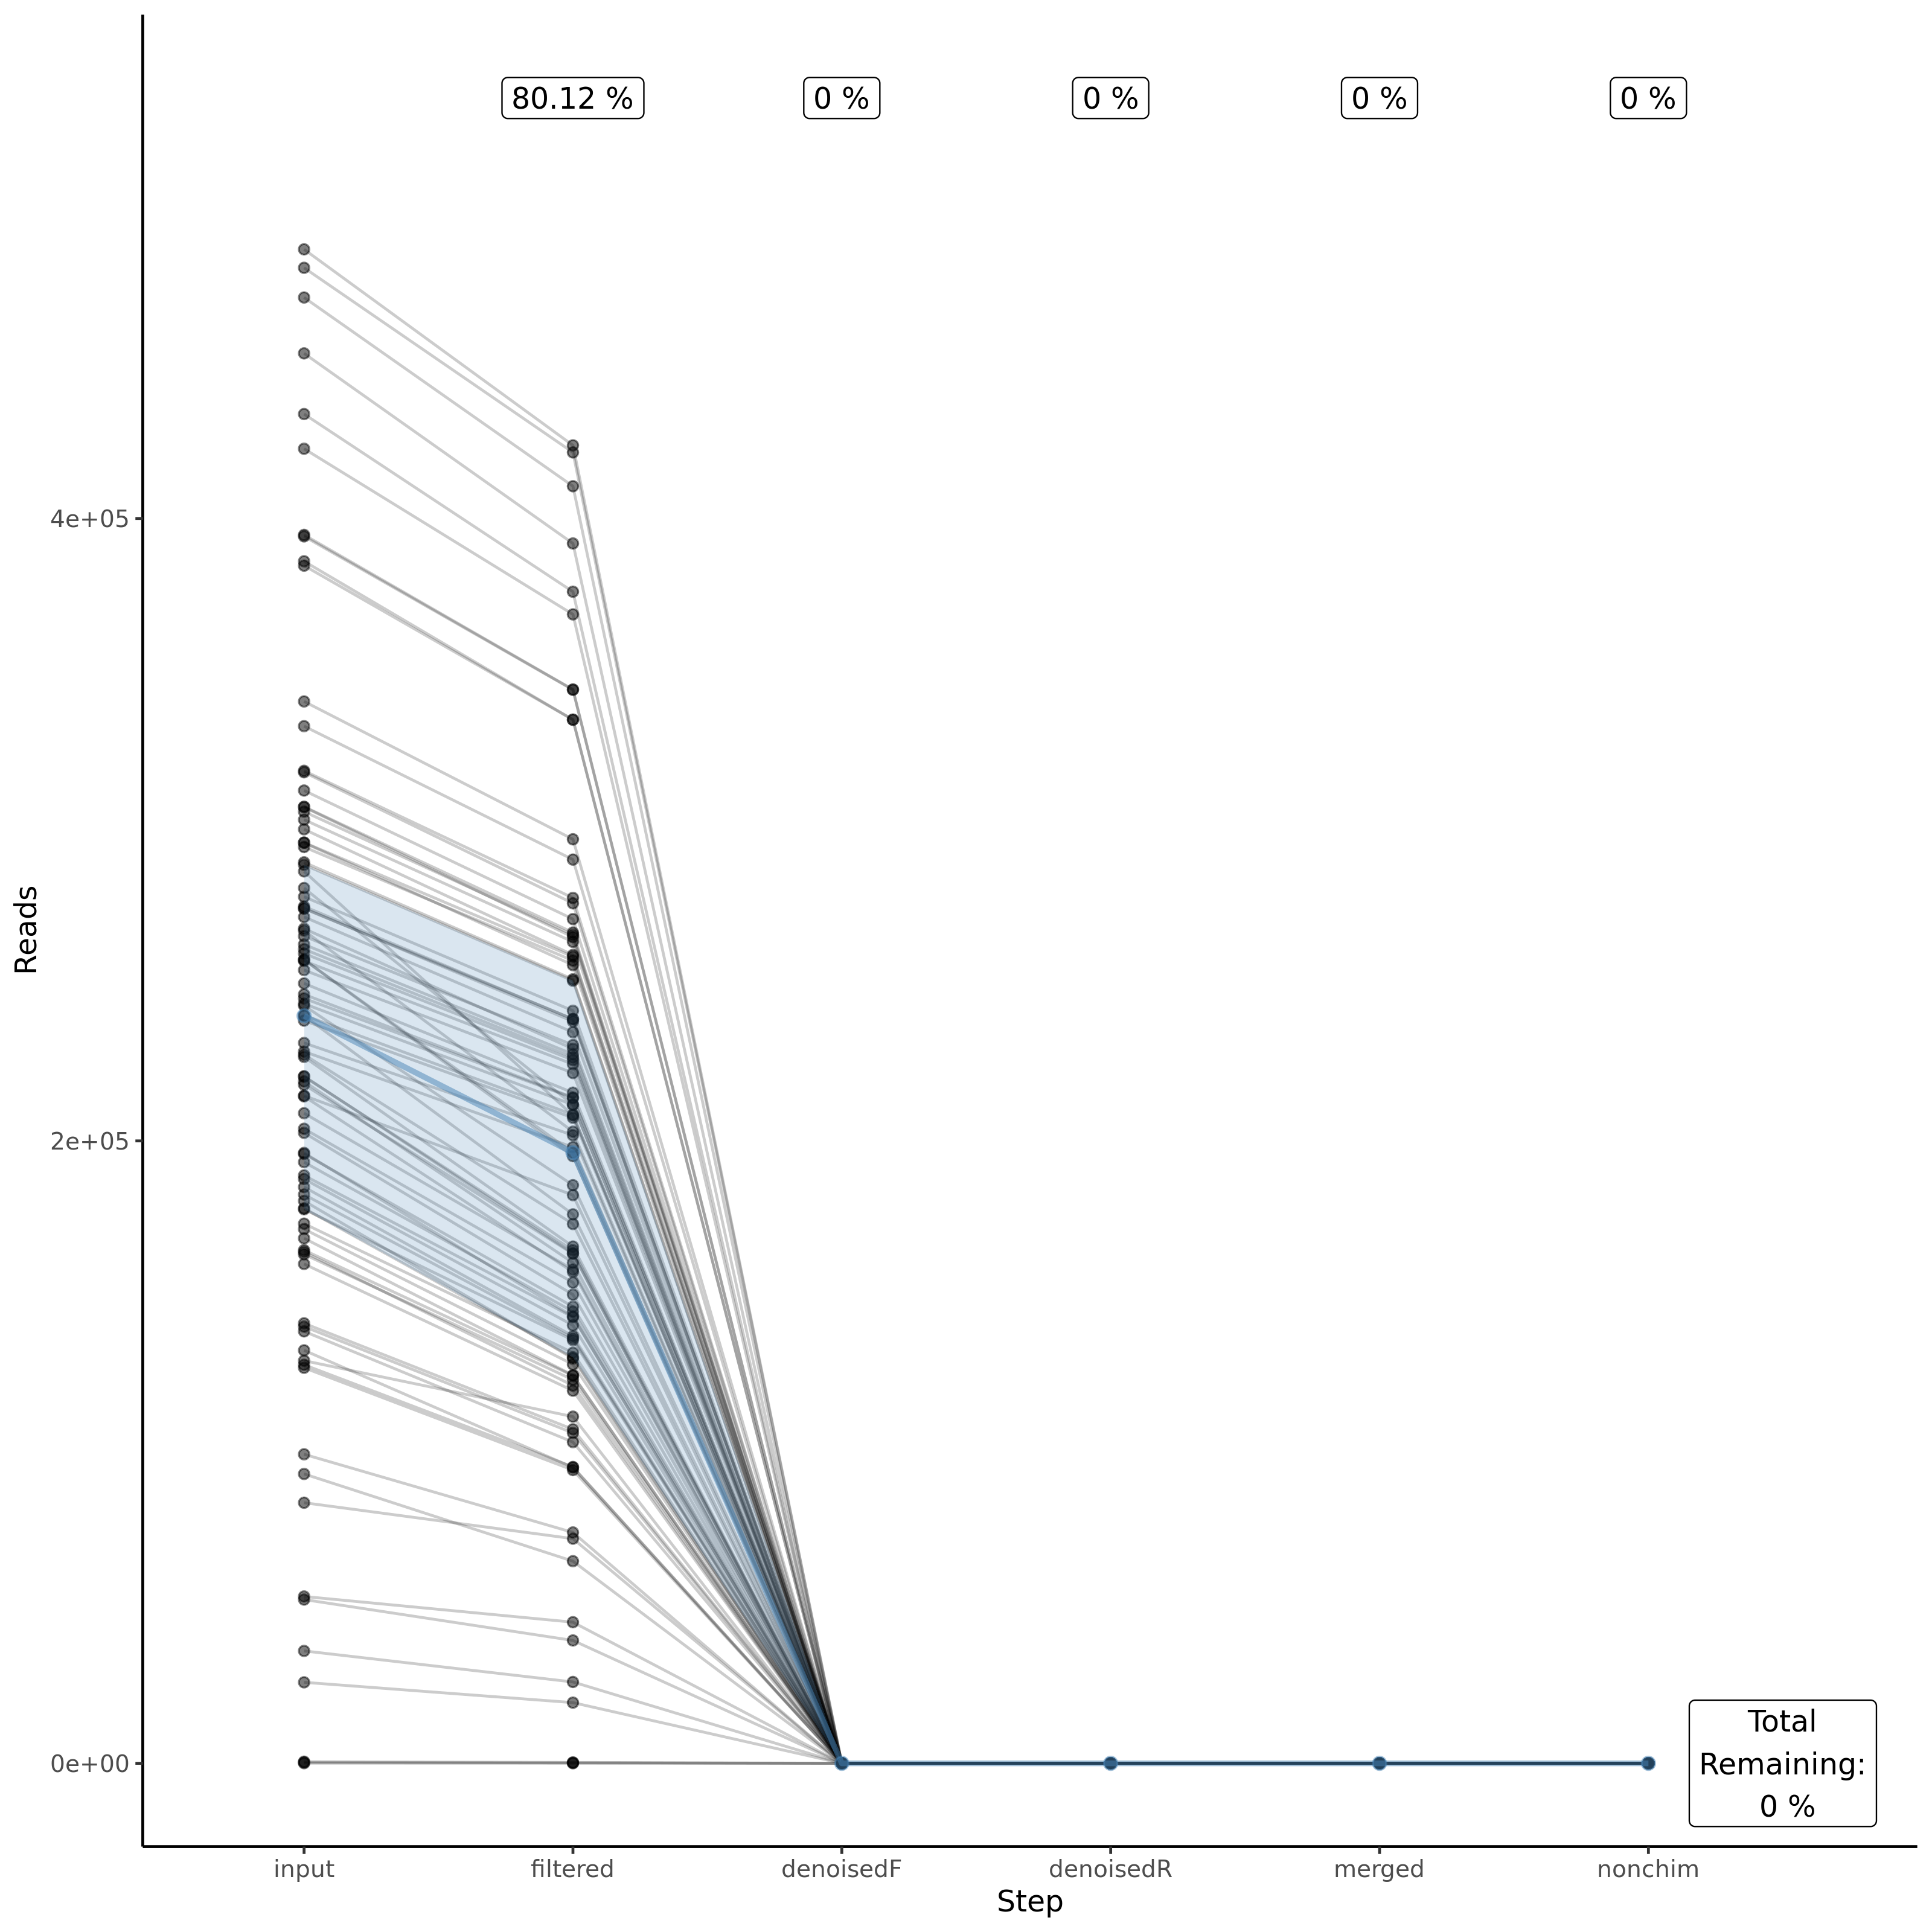 80.12 %
0 %
0 %
0 %
0 %
4e+05
2e+05
0e+00
Reads
Total
Remaining:
0 %
input
filtered
denoisedF
denoisedR
merged
nonchim
Step